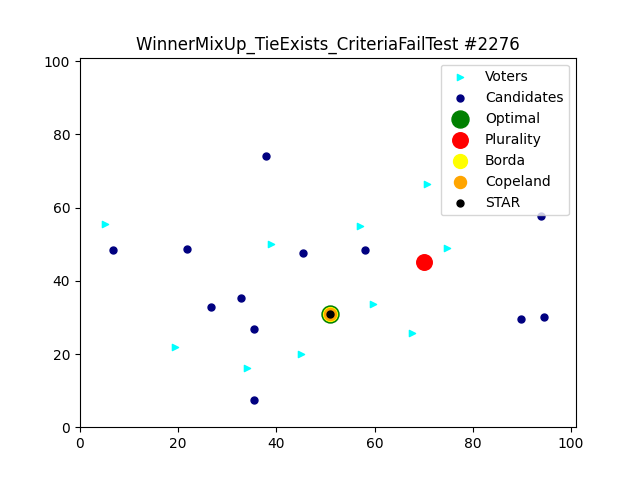 WinnerMixUp_TieExists_CriteriaFailTest #2276
100
80
60
40
20
0
0
20
40
60
80
100
Voters
Candidates
Optimal
Plurality
Borda
Copeland
STAR